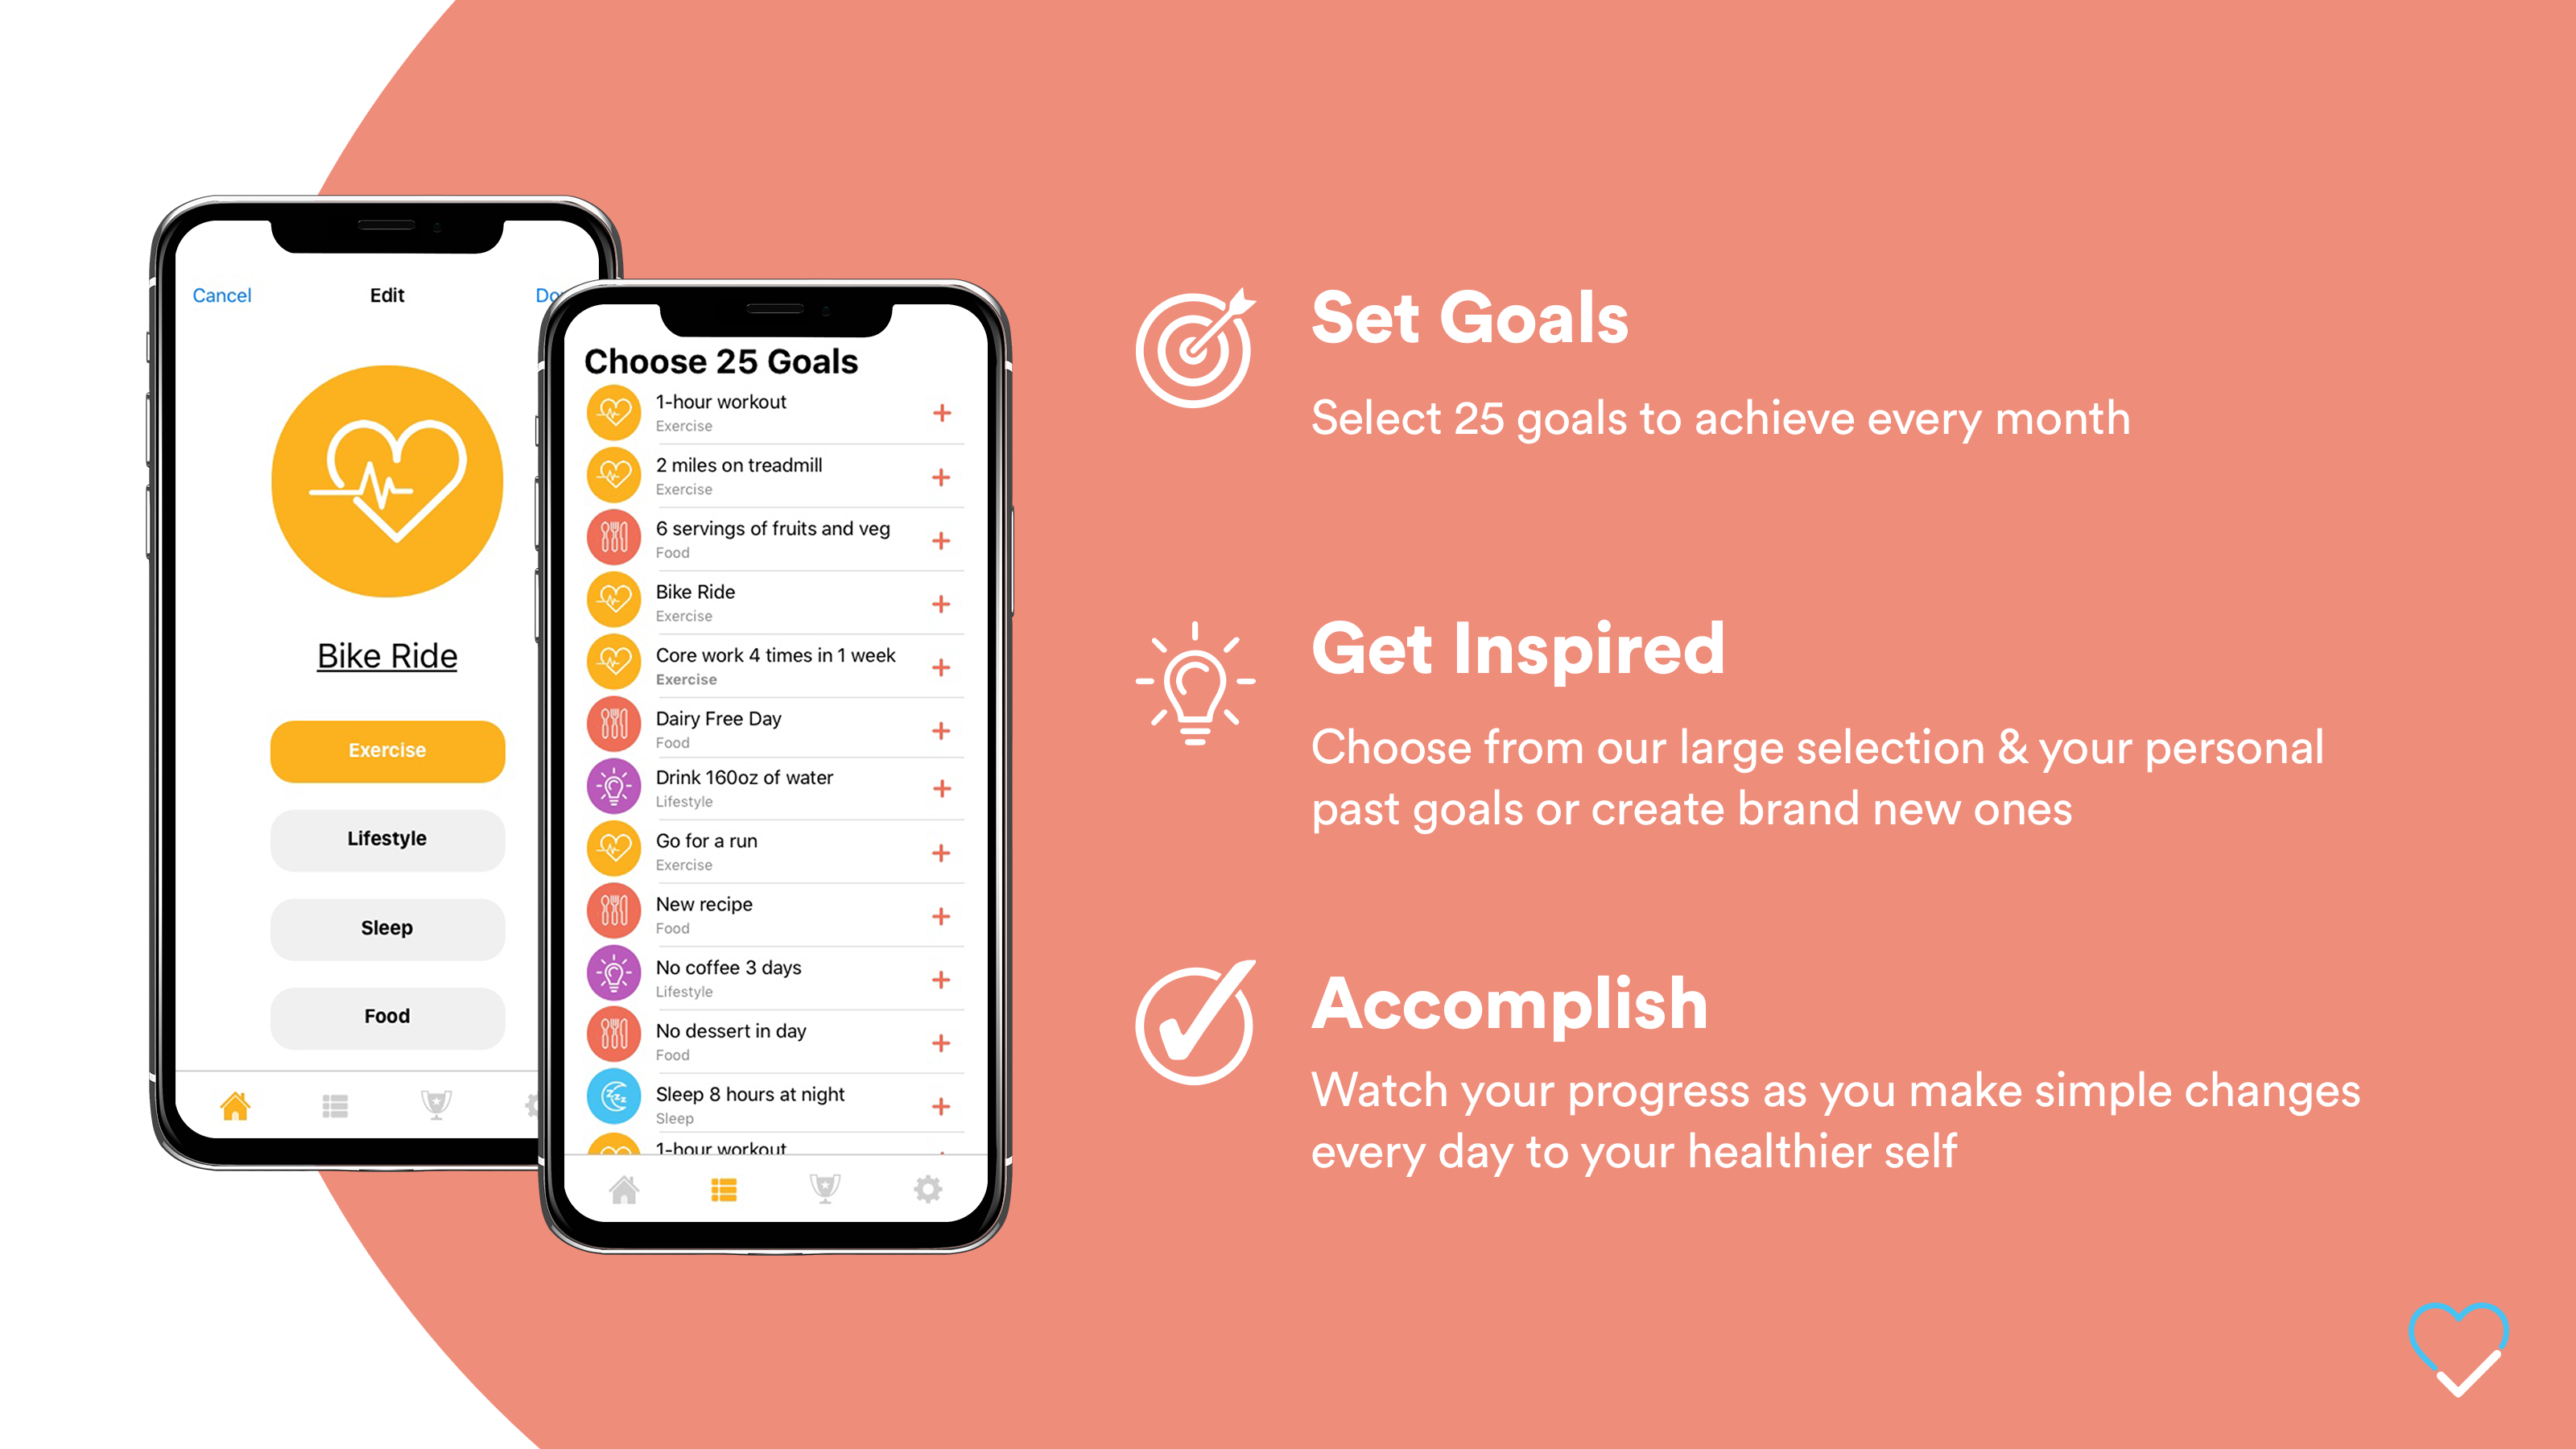 Cancel
Edit
Bike Ride
Exercise
Lifestyle
Sleep
Food
Choose 25 Goals
1-hour workout
Exercise
2 miles on treadmill
Exercise
6 servings of fruits and veg
Food
Bike Ride
Exercise
Core work 4 times in 1 week
Exercise
Dairy Free Day
Food
Drink 160oz of water
Lifestyle
Go for a run
Exercise
New recipe
Food
No coffee 3 days
Lifestyle
No dessert in day
Food
Sleep 8 hours at night
Sleep
1-hour workout
Set Goals
Select 25 goals to achieve every month
Get Inspired
Choose from our large selection & your personal
past goals or create brand new ones
Accomplish
Watch your progress as you make simple changes
every day to your healthier self